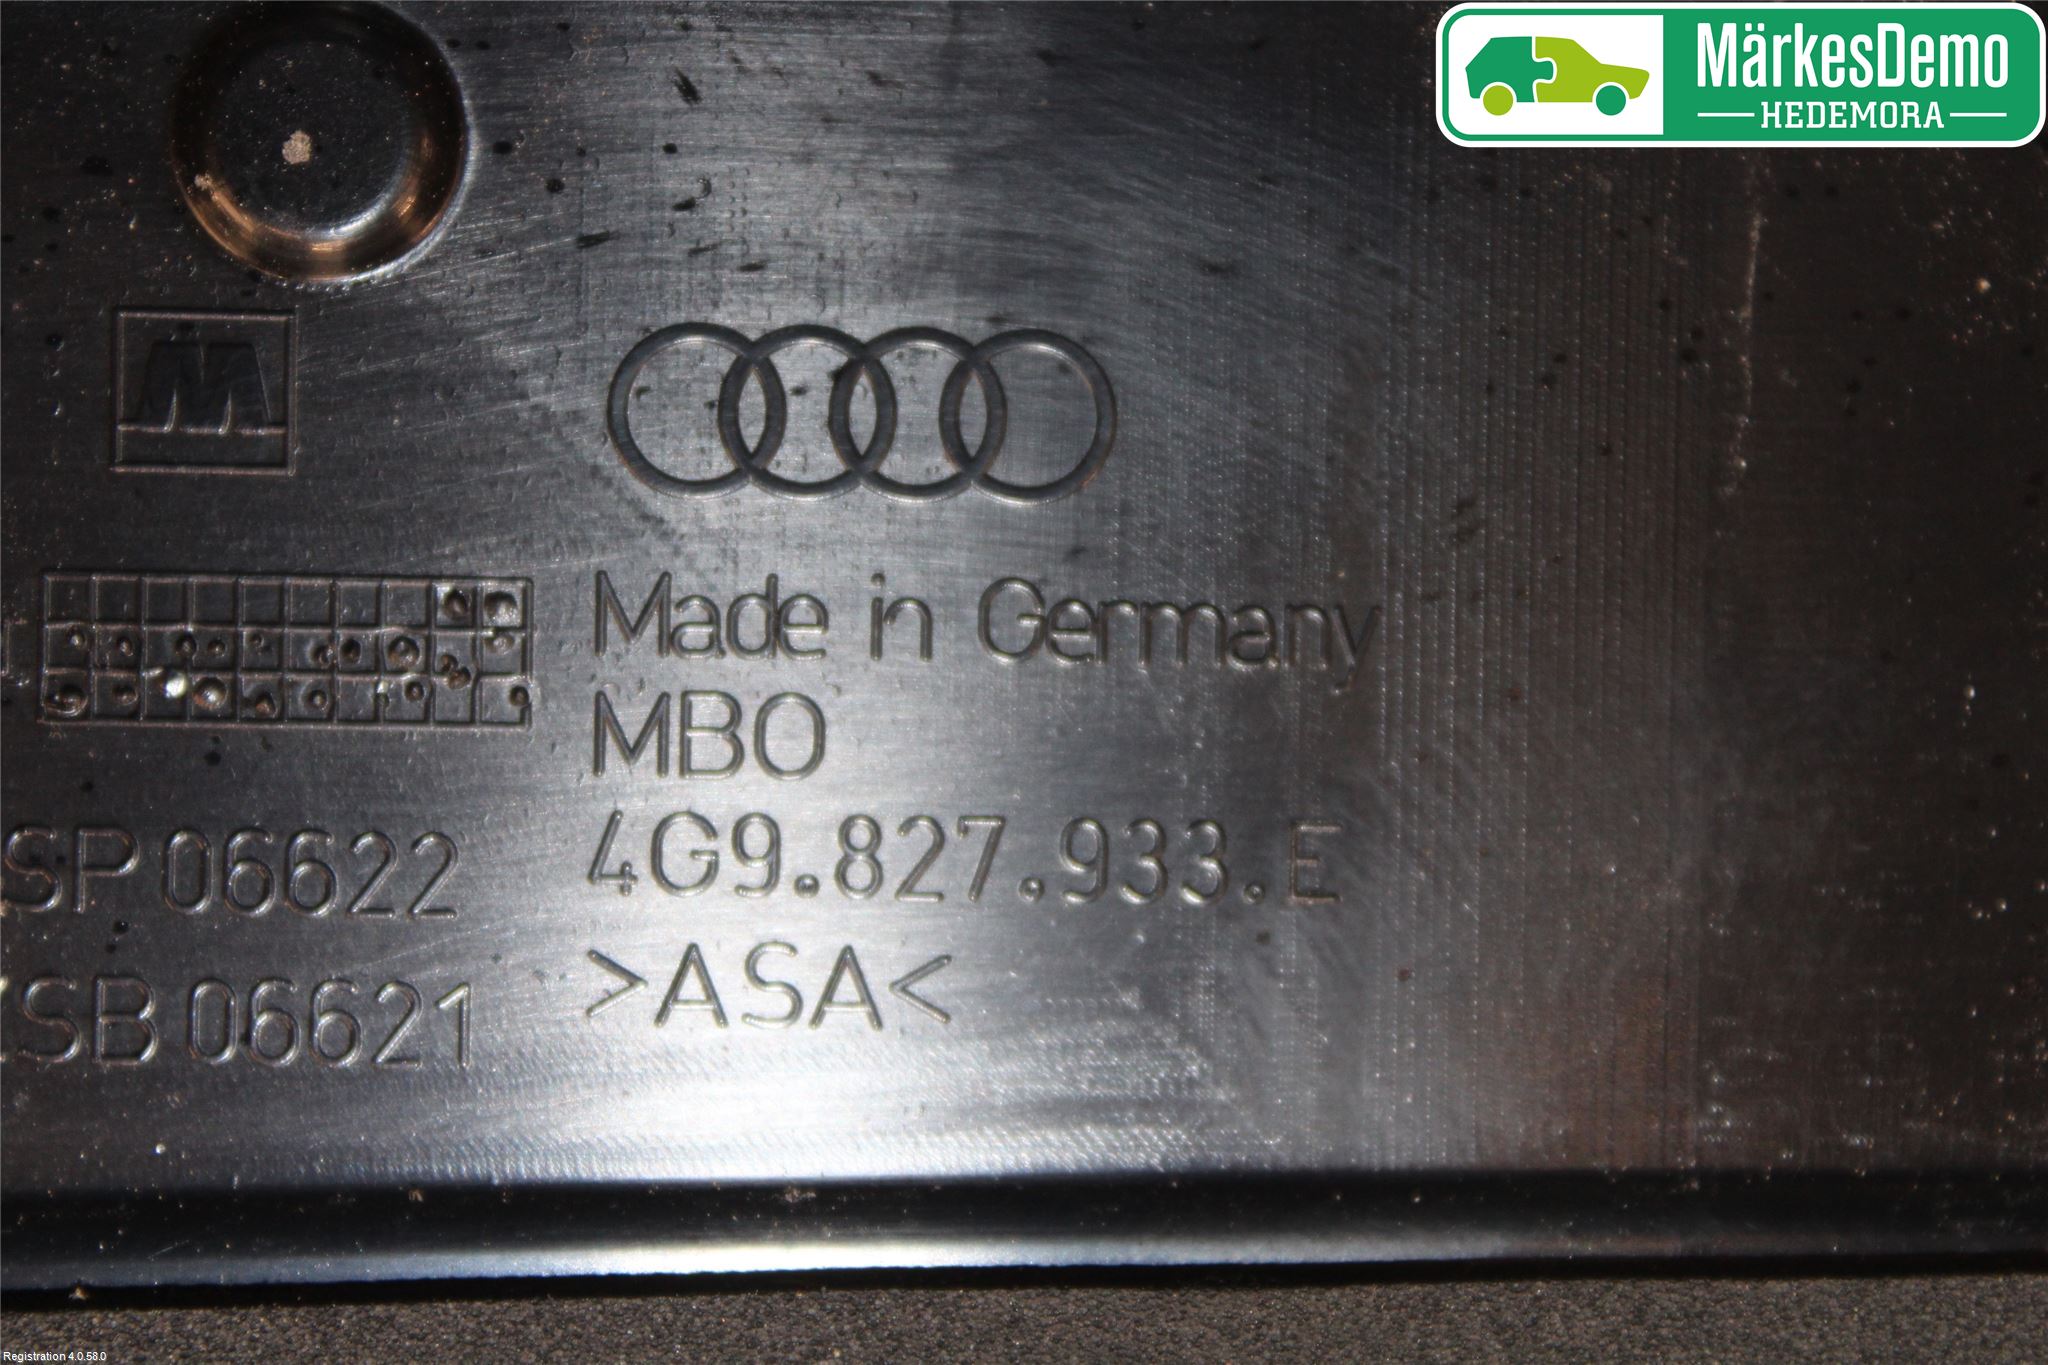 MärkesDemo
HEDEMORA
M
Made in Germany
MBO
4G9.827.933.E
>ASA<
SP 06622
SB 06621
Registration 4.0.58.0